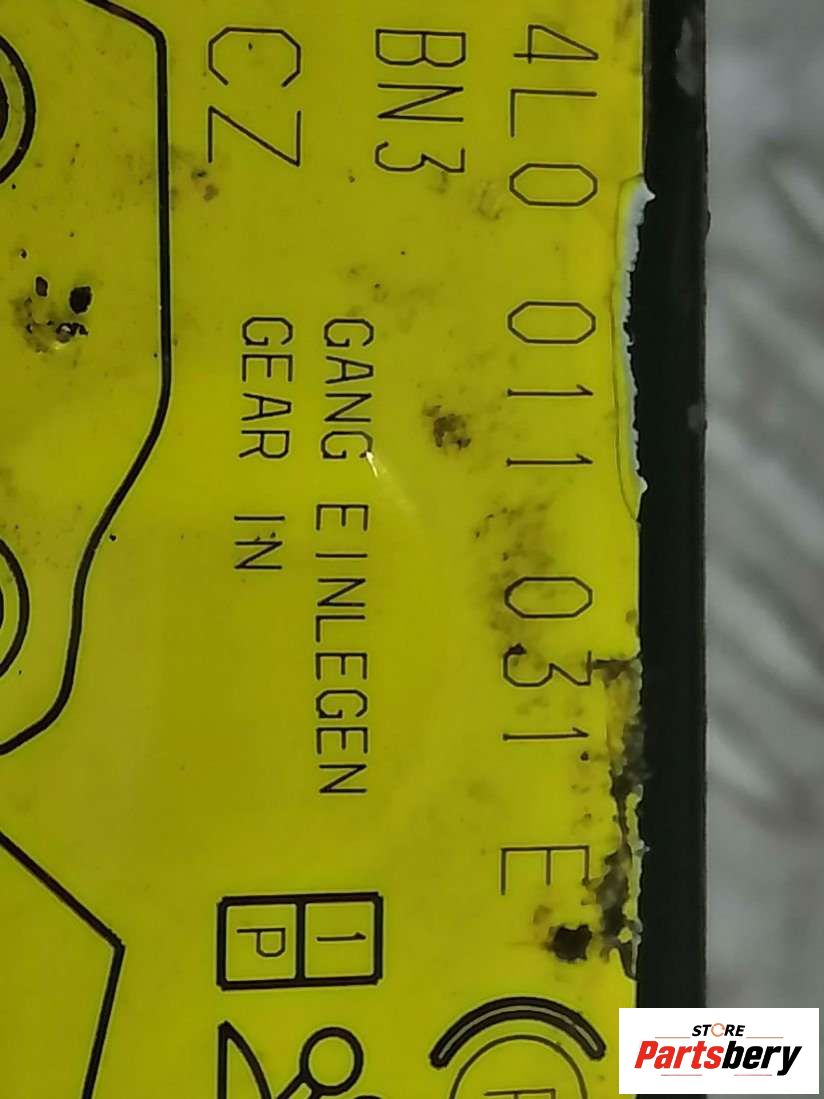 4L0 011 031 E
BN3
CZ
GANG EINLEGEN
GEAR IN
1
P
P
STORE
Partsbery